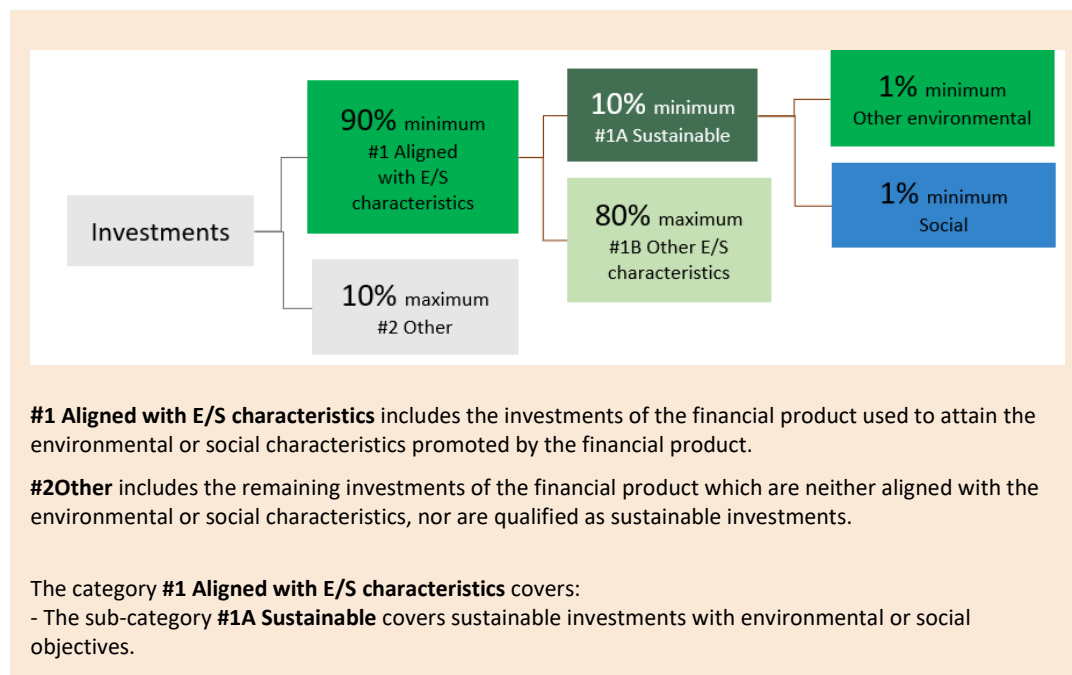 Investments
90% minimum
#1 Aligned
with E/S
characteristics
10% maximum
#2 Other
10% minimum
#1A Sustainable
80% maximum
#1B Other E/S
characteristics
1% minimum
Other environmental
1% minimum
Social
#1 Aligned with E/S characteristics includes the investments of the financial product used to attain the
environmental or social characteristics promoted by the financial product.
#2Other includes the remaining investments of the financial product which are neither aligned with the
environmental or social characteristics, nor are qualified as sustainable investments.
The category #1 Aligned with E/S characteristics covers:
- The sub-category #1A Sustainable covers sustainable investments with environmental or social
objectives.